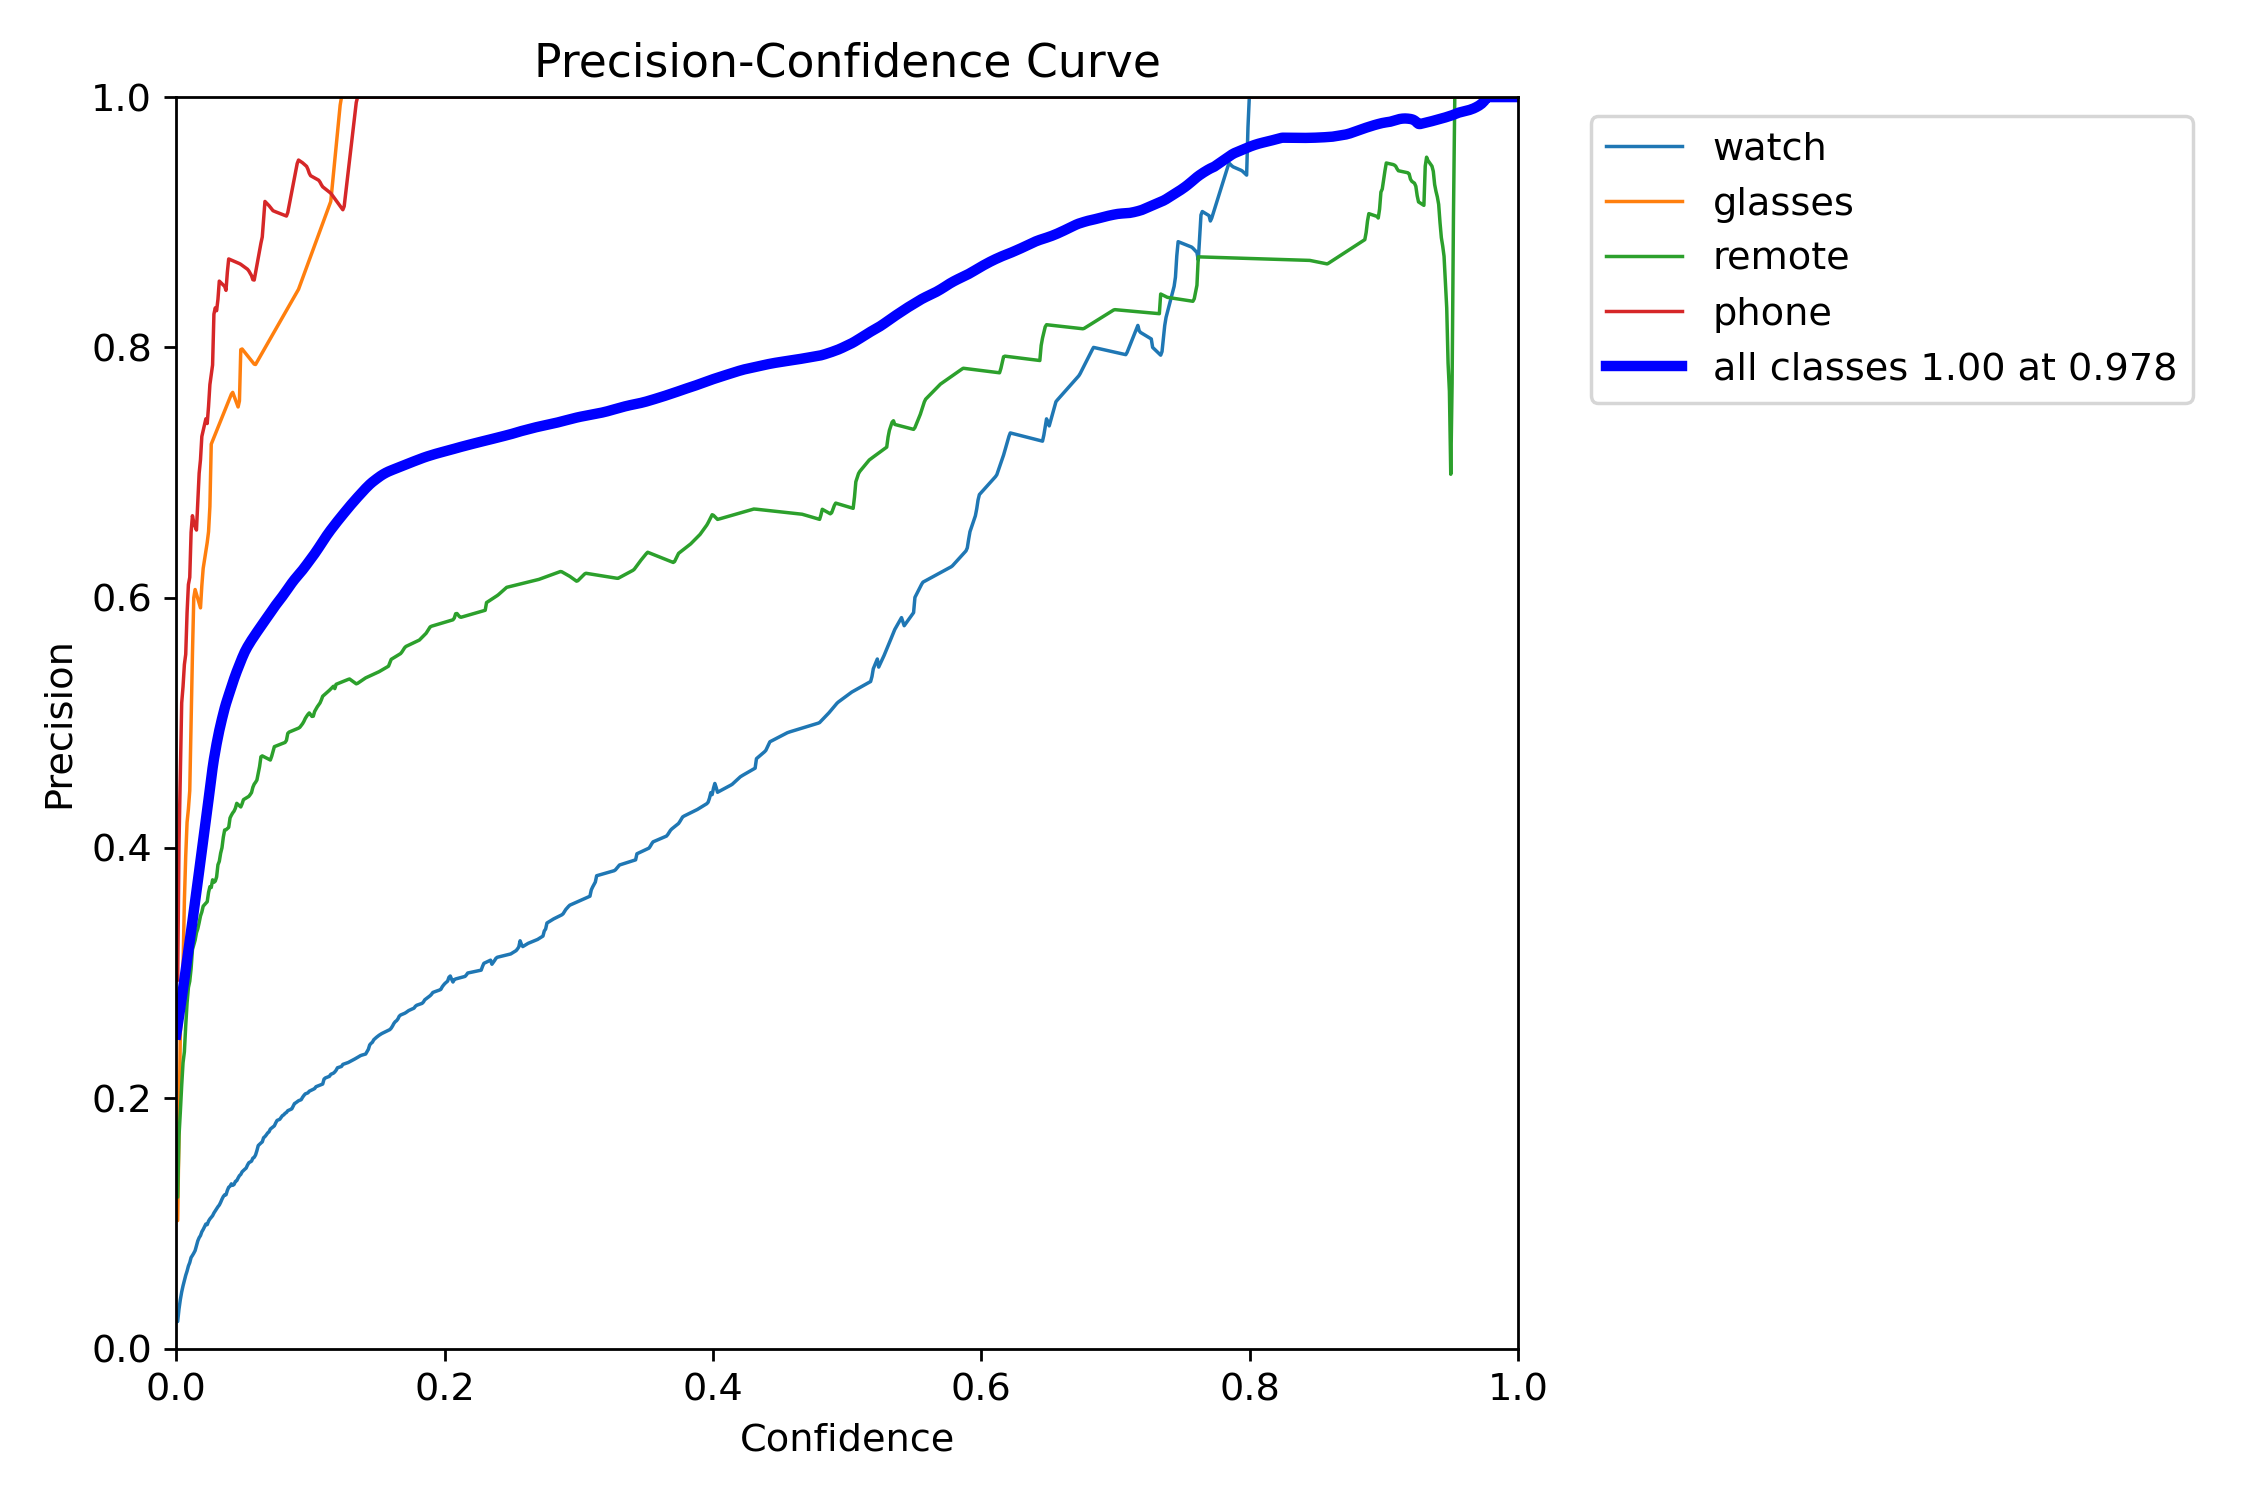 Precision-Confidence Curve
1.0
0.8
0.6
0.4
0.2
0.0
Precision
0.0 0.2 0.4 0.6 0.8 1.0
Confidence
watch
glasses
remote
phone
all classes 1.00 at 0.978